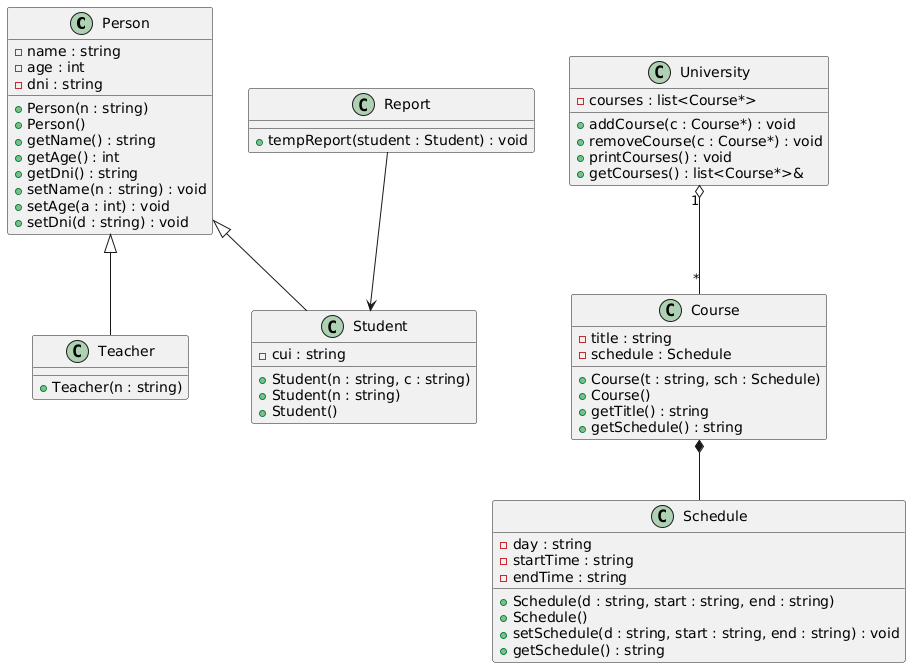 C Person
name : string
age : int
dni : string
Person(n : string)
Person()
getName() : string
getAge() : int
getDni() : string
setName(n : string) : void
setAge(a : int) : void
setDni(d : string) : void
C Report
tempReport(student : Student) : void
C University
courses : list<Course*>
addCourse(c : Course*) : void
removeCourse(c : Course*) : void
printCourses() : void
getCourses() : list<Course*>&
1
*
C Teacher
Teacher(n : string)
C Student
cui : string
Student(n : string, c : string)
Student(n : string)
Student()
C Course
title : string
schedule : Schedule
Course(t : string, sch : Schedule)
Course()
getTitle() : string
getSchedule() : string
C Schedule
day : string
startTime : string
endTime : string
Schedule(d : string, start : string, end : string)
Schedule()
setSchedule(d : string, start : string, end : string) : void
getSchedule() : string